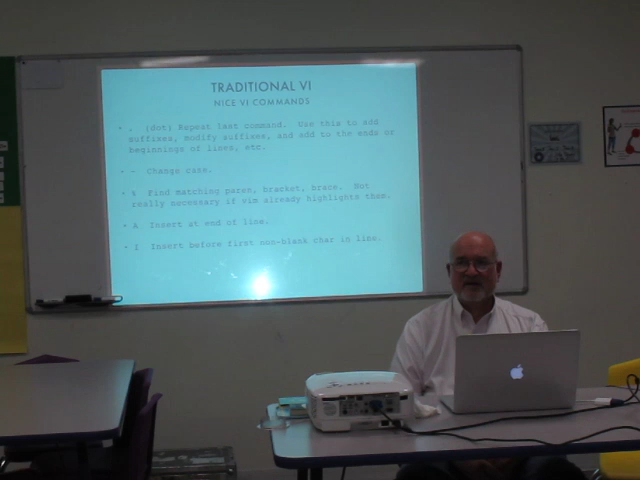 TRADITIONAL VI
NICE VI COMMANDS
• . (dot) Repeat last command. Use this to add
suffixes, modify suffixes, and add to the ends or
beginnings of lines, etc.
• ~ Change case.
• % Find matching paren, bracket, brace. Not
really necessary if vim already highlights them.
• A Insert at end of line.
• I Insert before first non-blank char in line.